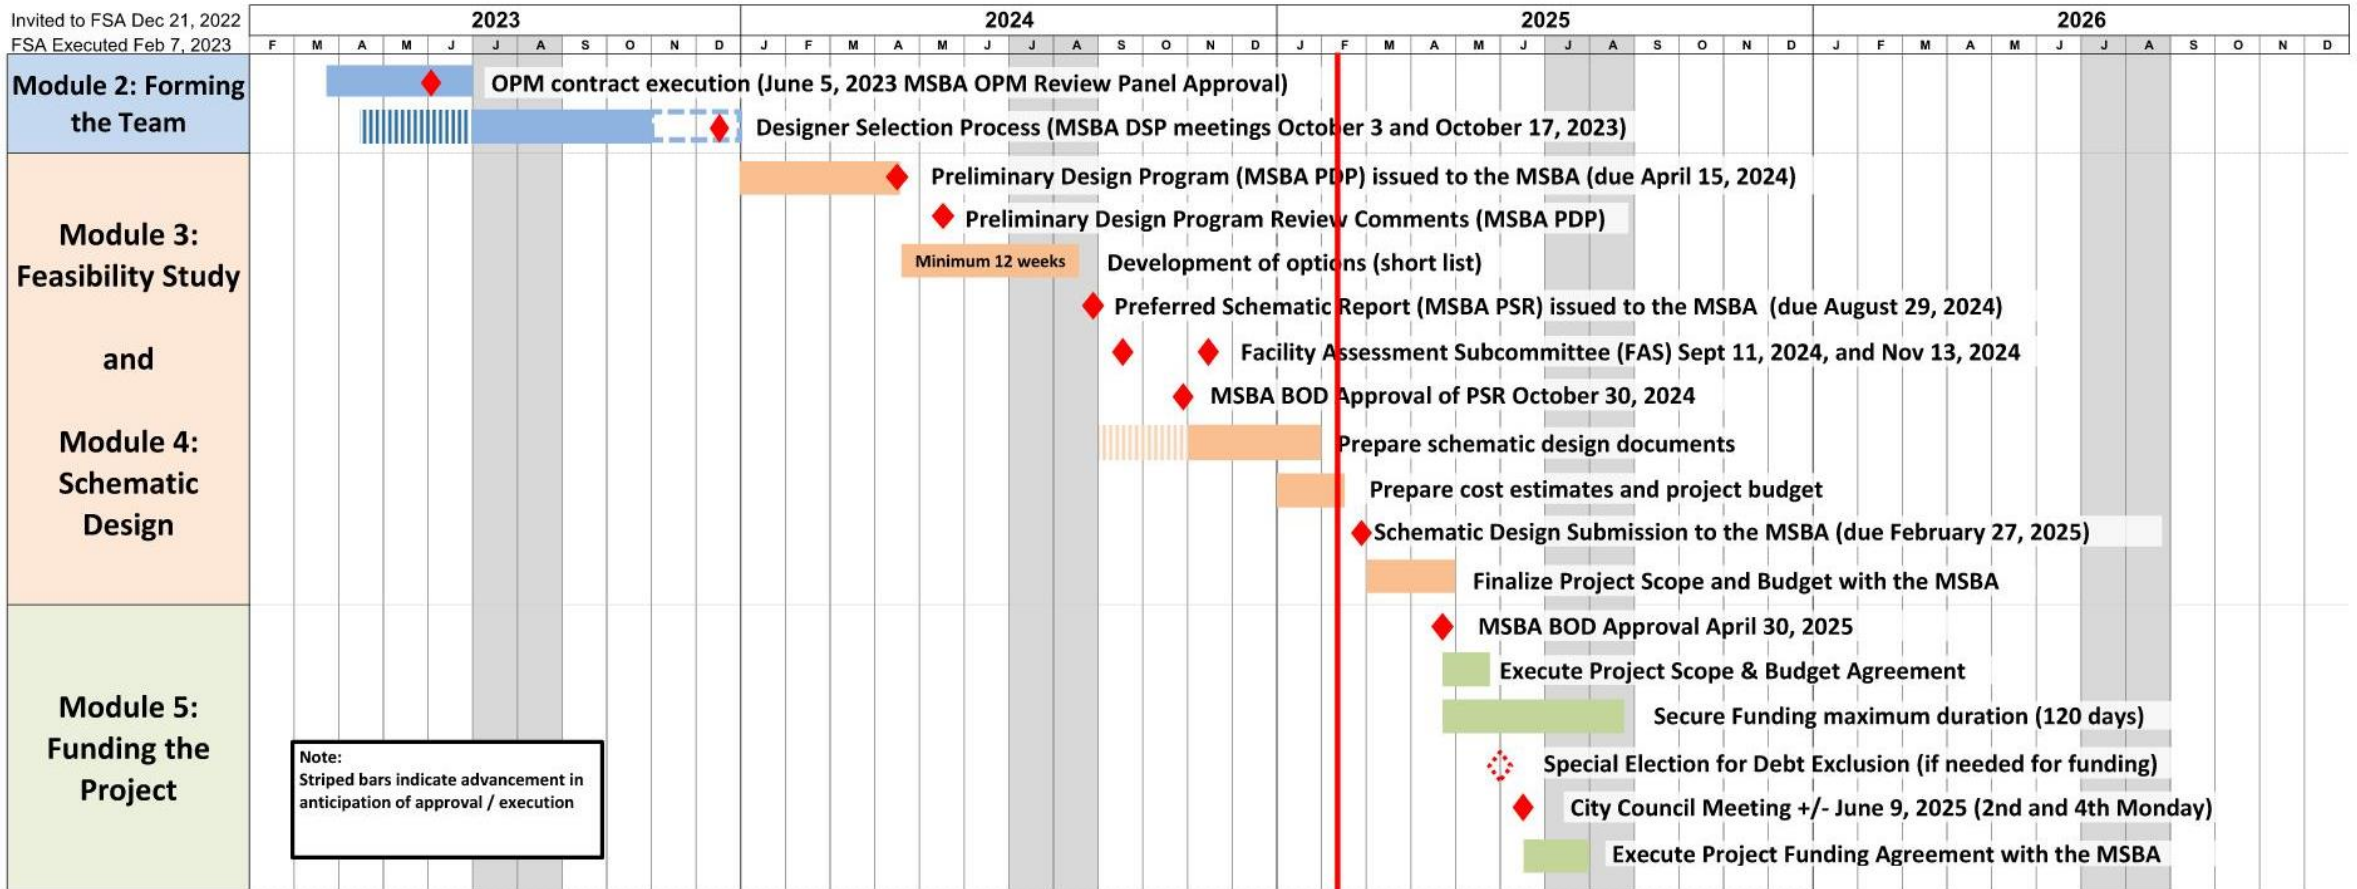 Invited to FSA Dec 21, 2022
FSA Executed Feb 7, 2023
2023 2024 2025 2026
F M A M J J A S O N D J F M A M J J A S O N D J F M A M J J A S O N D J F M A M J J A S O N D
Module 2: Forming
the Team
OPM contract execution (June 5, 2023 MSBA OPM Review Panel Approval)
Designer Selection Process (MSBA DSP meetings October 3 and October 17, 2023)
Module 3:
Feasibility Study
and
Module 4:
Schematic
Design
Preliminary Design Program (MSBA PDP) issued to the MSBA (due April 15, 2024)
Preliminary Design Program Review Comments (MSBA PDP)
Minimum 12 weeks
Development of options (short list)
Preferred Schematic Report (MSBA PSR) issued to the MSBA (due August 29, 2024)
Facility Assessment Subcommittee (FAS) Sept 11, 2024, and Nov 13, 2024
MSBA BOD Approval of PSR October 30, 2024
Prepare schematic design documents
Prepare cost estimates and project budget
Schematic Design Submission to the MSBA (due February 27, 2025)
Finalize Project Scope and Budget with the MSBA
Module 5:
Funding the
Project
MSBA BOD Approval April 30, 2025
Execute Project Scope & Budget Agreement
Secure Funding maximum duration (120 days)
Special Election for Debt Exclusion (if needed for funding)
City Council Meeting +/- June 9, 2025 (2nd and 4th Monday)
Execute Project Funding Agreement with the MSBA
Note:
Striped bars indicate advancement in
anticipation of approval / execution